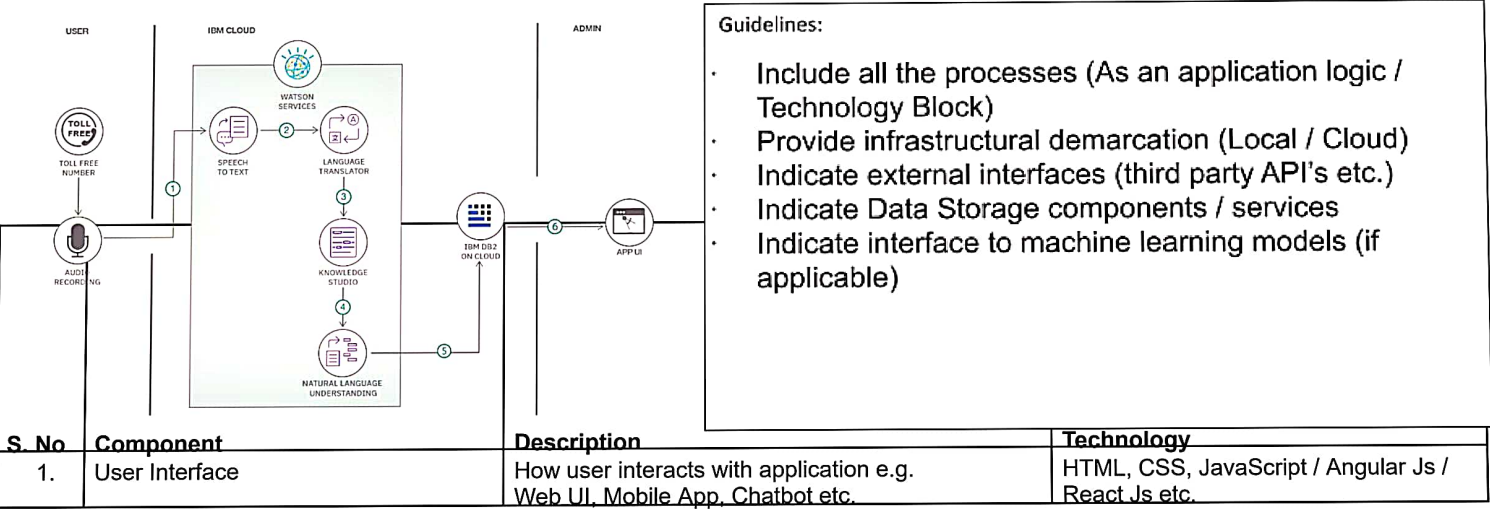 USER
IBM CLOUD
ADMIN
WATSON
SERVICES
TOLL
FREE
TOLL FREE
NUMBER
SPEECH
TO TEXT
2
A
LANGUAGE
TRANSLATOR
1
3
AUDIO
RECORDING
KNOWLEDGE
STUDIO
IBM DB2
ON CLOUD
6
APP UI
4
5
NATURAL LANGUAGE
UNDERSTANDING
Guidelines:
· Include all the processes (As an application logic /
Technology Block)
· Provide infrastructural demarcation (Local / Cloud)
· Indicate external interfaces (third party API's etc.)
· Indicate Data Storage components / services
· Indicate interface to machine learning models (if
applicable)
S. No Component Description Technology
1. User Interface How user interacts with application e.g. HTML, CSS, JavaScript / Angular Js /
Web UI, Mobile App, Chatbot etc. React Js etc.